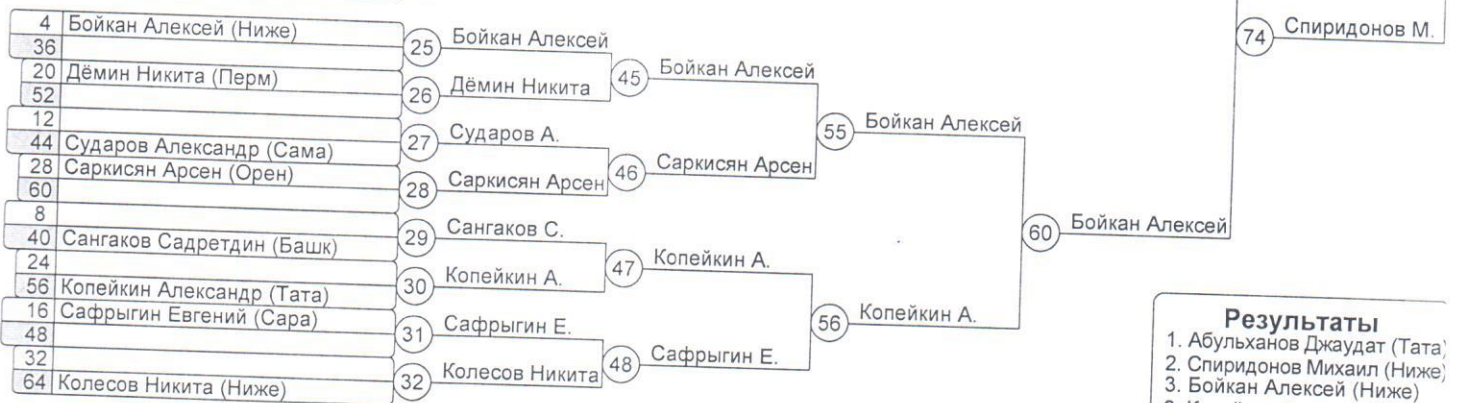 4 Бойкан Алексей (Ниже)
36
20 Дёмин Никита (Перм)
52
12
44 Сударов Александр (Сама)
28 Саркисян Арсен (Орен)
60
8
40 Сангаков Садретдин (Башк)
24
56 Копейкин Александр (Тата)
16 Сафрыгин Евгений (Сара)
48
32
64 Колесов Никита (Ниже)
25 Бойкан Алексей
26 Дёмин Никита
27 Сударов А.
28 Саркисян Арсен
29 Сангаков С.
30 Копейкин А.
31 Сафрыгин Е.
32 Колесов Никита
45 Бойкан Алексей
46 Саркисян Арсен
47 Копейкин А.
48 Сафрыгин Е.
55 Бойкан Алексей
56 Копейкин А.
60 Бойкан Алексей
74 Спиридонов М.
Результаты
1. Абульханов Джаудат (Тата)
2. Спиридонов Михаил (Ниже)
3. Бойкан Алексей (Ниже)